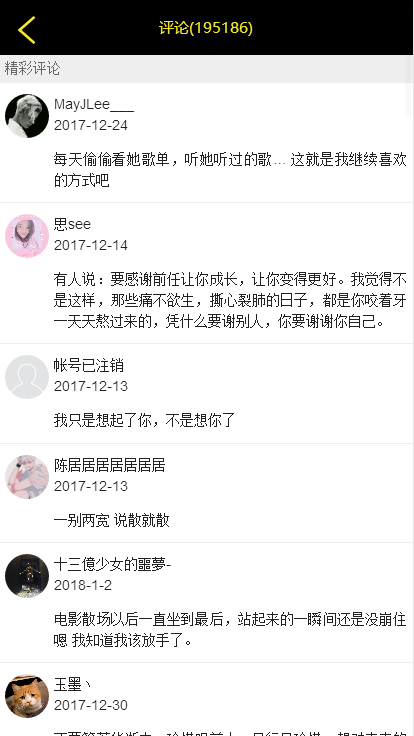 评论(195186)
精彩评论
MayJLee___
2017-12-24
每天偷偷看她歌单，听她听过的歌... 这就是我继续喜欢
的方式吧
思see
2017-12-14
有人说：要感谢前任让你成长，让你变得更好。我觉得不
是这样，那些痛不欲生，撕心裂肺的日子，都是你咬着牙
一天天熬过来的，凭什么要谢别人，你要谢谢你自己。
帐号已注销
2017-12-13
我只是想起了你，不是想你了
陈居居居居居居居
2017-12-13
一别两宽 说散就散
十三億少女的噩夢-
2018-1-2
电影散场以后一直坐到最后，站起来的一瞬间还是没崩住
嗯 我知道我该放手了。
玉墨丶
2017-12-30